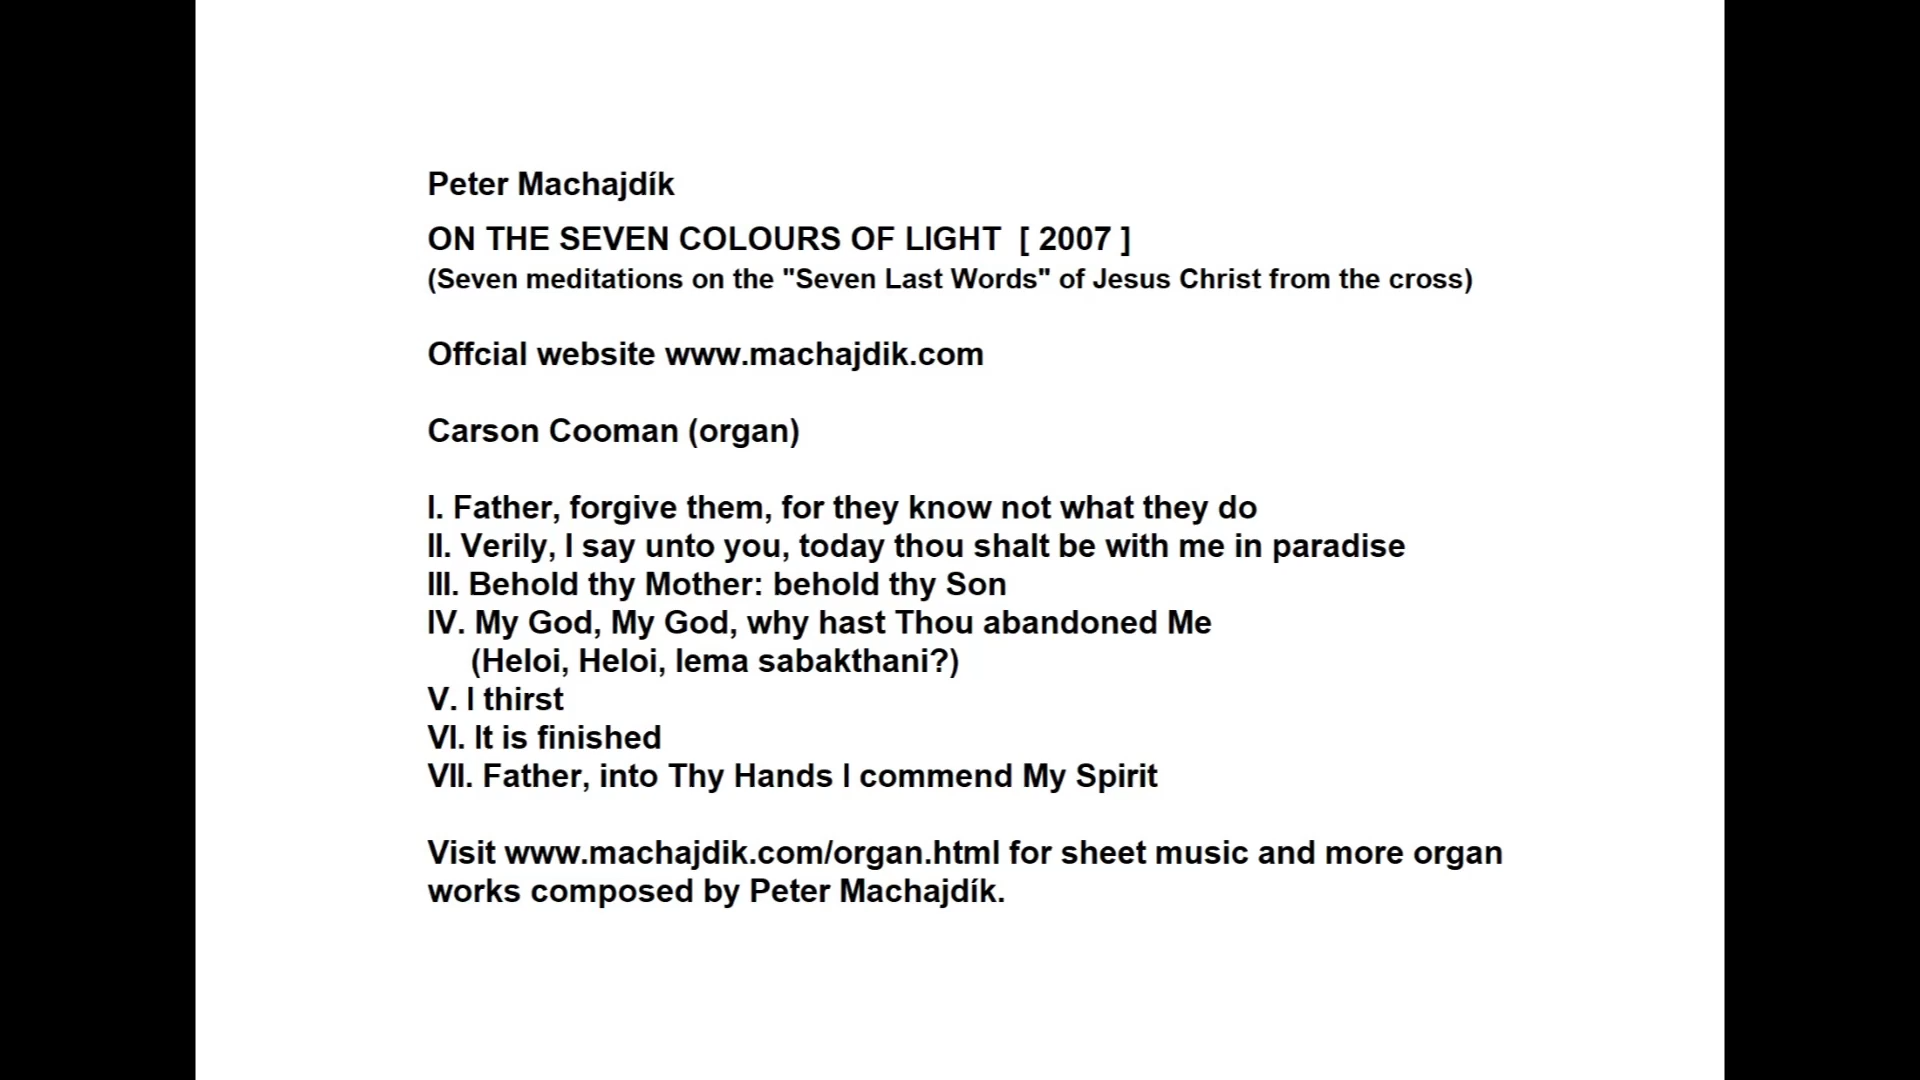 Peter Machajdík
ON THE SEVEN COLOURS OF LIGHT [ 2007 ]
(Seven meditations on the "Seven Last Words" of Jesus Christ from the cross)
Offcial website www.machajdik.com
Carson Cooman (organ)
I. Father, forgive them, for they know not what they do
II. Verily, I say unto you, today thou shalt be with me in paradise
III. Behold thy Mother: behold thy Son
IV. My God, My God, why hast Thou abandoned Me
(Heloi, Heloi, lema sabakthani?)
V. I thirst
VI. It is finished
VII. Father, into Thy Hands I commend My Spirit
Visit www.machajdik.com/organ.html for sheet music and more organ
works composed by Peter Machajdík.